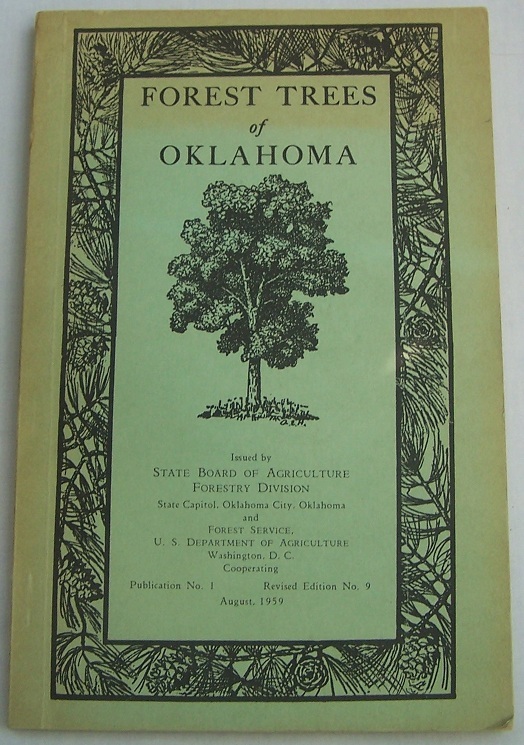 FOREST TREES
of
OKLAHOMA
Issued by
STATE BOARD OF AGRICULTURE
FORESTRY DIVISION
State Capitol, Oklahoma City, Oklahoma
and
FOREST SERVICE,
U. S. DEPARTMENT OF AGRICULTURE
Washington, D. C.
Cooperating
Publication No. 1 Revised Edition No. 9
August, 1959